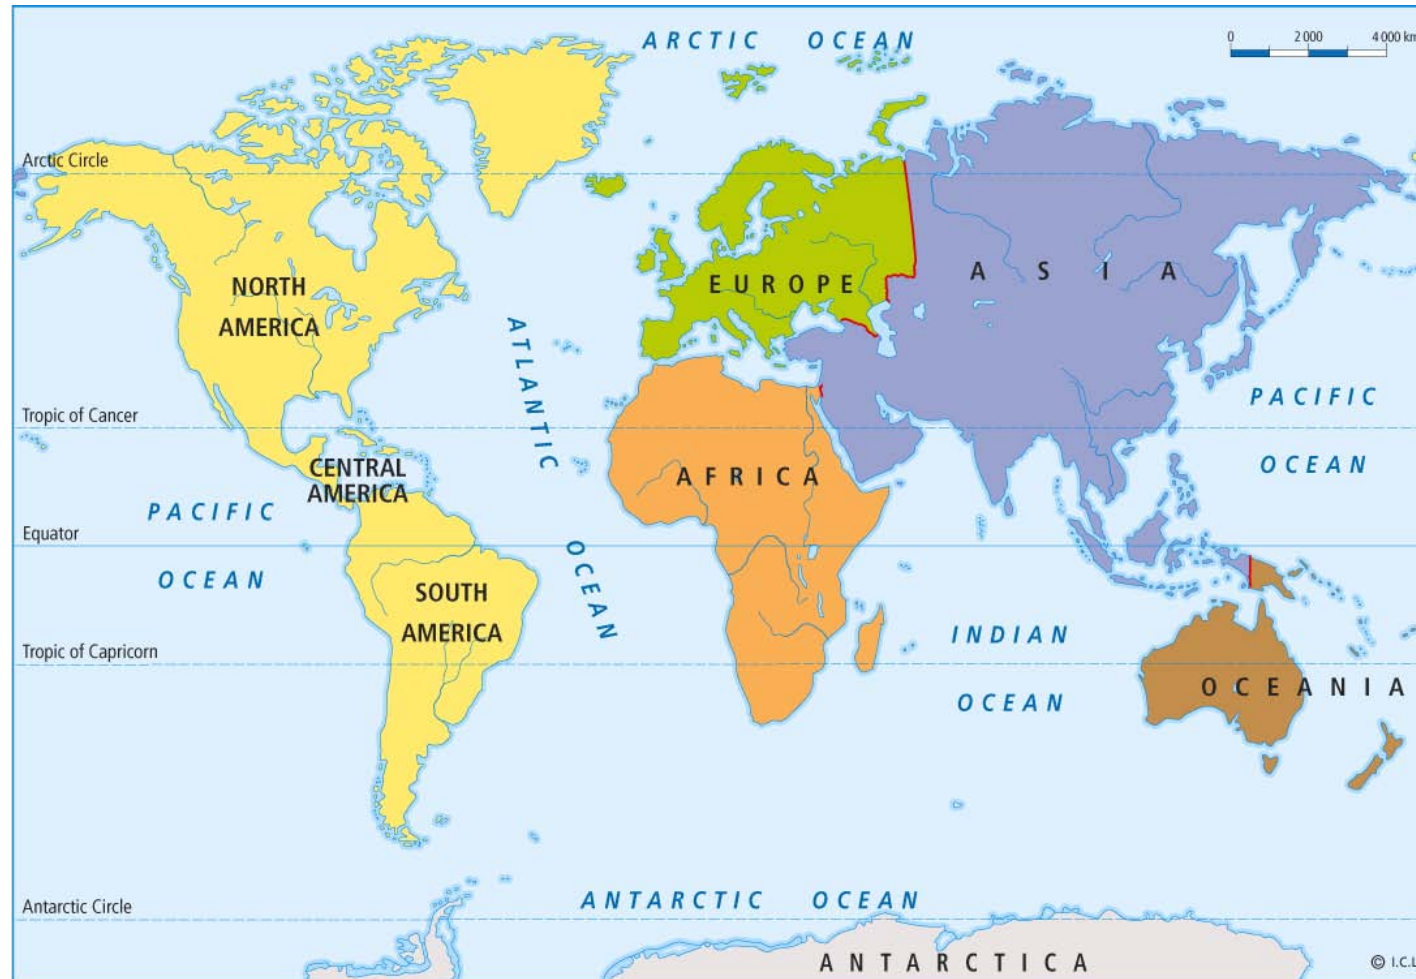 ARCTIC OCEAN
0 2 000 4 000 km
Arctic Circle
NORTH
AMERICA
EUROPE
ASIA
ATLANTIC
OCEAN
PACIFIC
OCEAN
Tropic of Cancer
CENTRAL
AMERICA
AFRICA
PACIFIC
OCEAN
Equator
SOUTH
AMERICA
INDIAN
OCEAN
Tropic of Capricorn
OCEANIA
ANTARCTIC OCEAN
Antarctic Circle
ANTARCTICA
© I.C.L